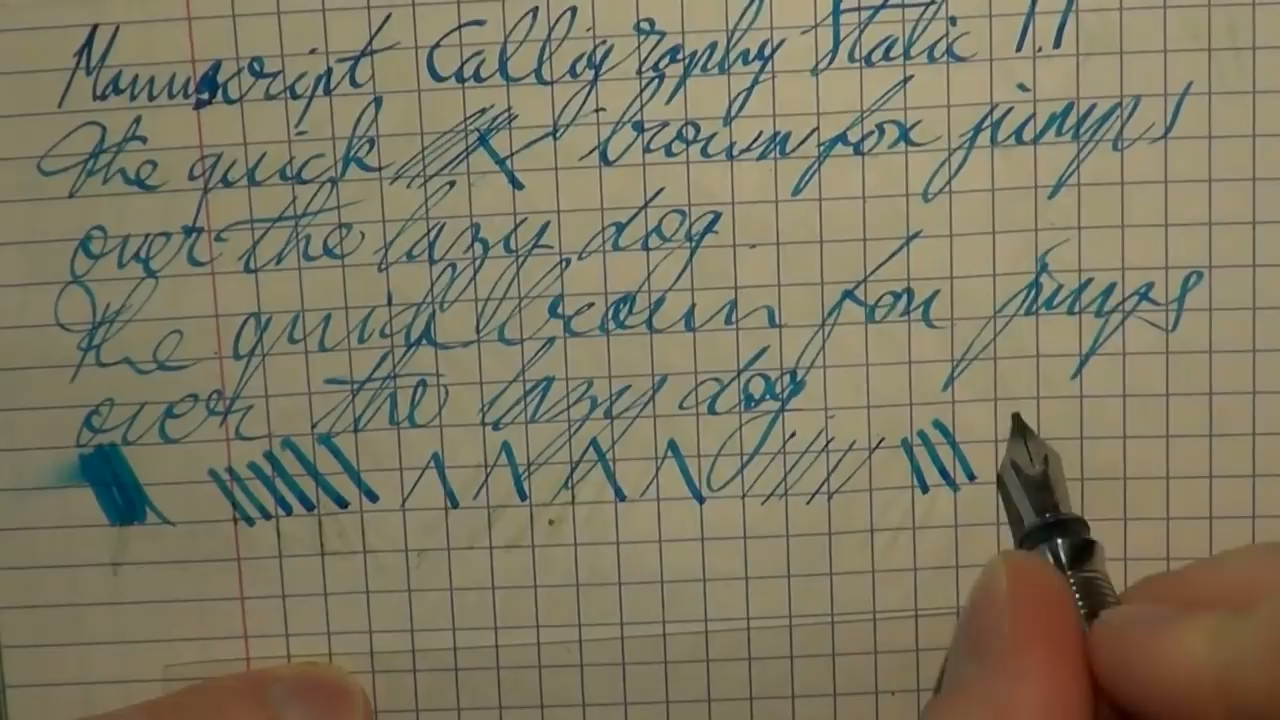 Manuscript Calligraphy Italic 1.1
The quick brown fox jumps
over the lazy dog
The quick brown fox jumps
over the lazy dog